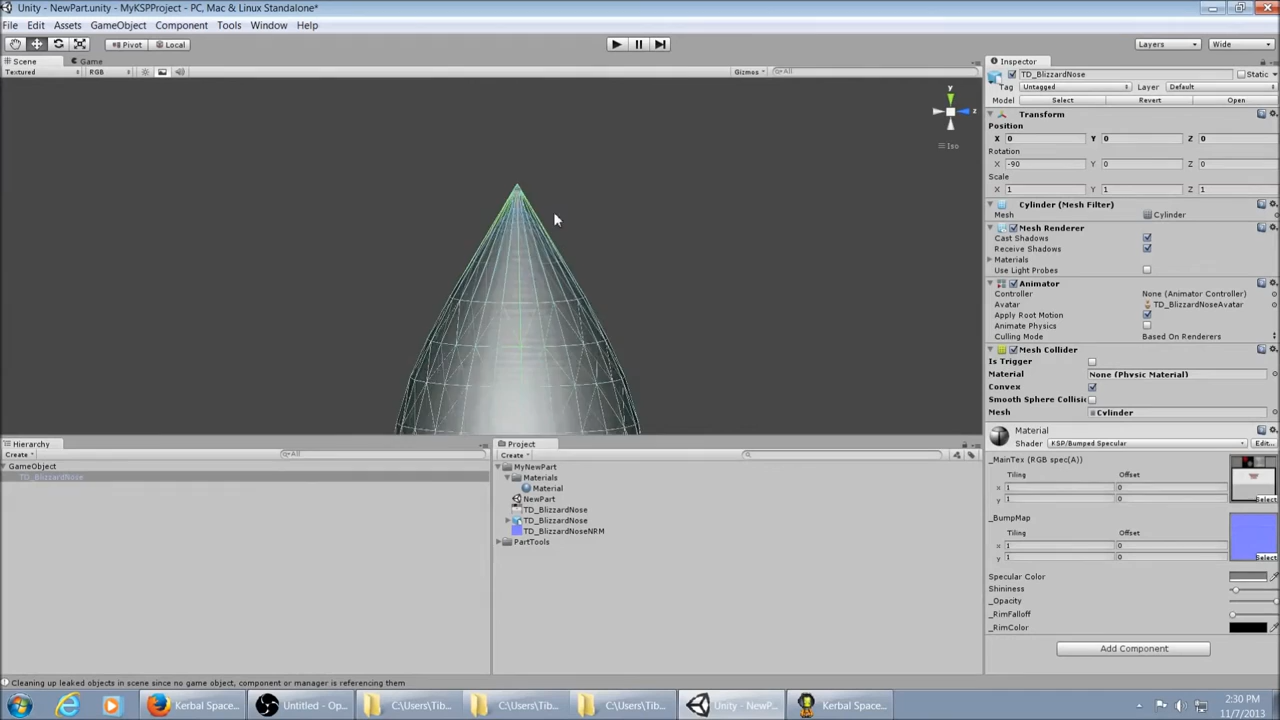 Unity - NewPart.unity - MyKSPProject - PC, Mac & Linux Standalone*
File Edit Assets GameObject Component Tools Window Help
Pivot Local Layers Wide
Scene Game
Textured RGB Gizmos All
y
z
Iso
Inspector
TD_BlizzardNose Static
Tag Untagged Layer Default
Model Select Revert Open
Transform
Position
X 0 Y 0 Z 0
Rotation
X -90 Y 0 Z 0
Scale
X 1 Y 1 Z 1
Cylinder (Mesh Filter)
Mesh Cylinder
Mesh Renderer
Cast Shadows
Receive Shadows
Materials
Use Light Probes
Animator
Controller None (Animator Controller)
Avatar TD_BlizzardNoseAvatar
Apply Root Motion
Animate Physics
Culling Mode Based On Renderers
Mesh Collider
Is Trigger
Material None (Physic Material)
Convex
Smooth Sphere Collisio
Mesh Cylinder
Material
Shader KSP/Bumped Specular Edit...
_MainTex (RGB spec(A))
Tiling Offset
x 1 0
y 1 0
Select
_BumpMap
Tiling Offset
x 1 0
y 1 0
Select
Specular Color
Shininess
_Opacity
_RimFalloff
_RimColor
Add Component
Hierarchy
Create All
GameObject
TD_BlizzardNose
Project
Create
MyNewPart
Materials
Material
NewPart
TD_BlizzardNose
TD_BlizzardNose
TD_BlizzardNoseNRM
PartTools
Cleaning up leaked objects in scene since no game object, component or manager is referencing them
Kerbal Space... Untitled - Op... C:\Users\Tib... C:\Users\Tib... C:\Users\Tib... Unity - NewP... Kerbal Space...
2:30 PM
11/7/2013